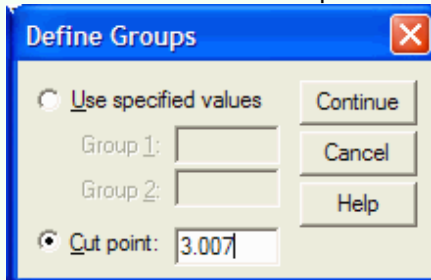 Define Groups
Use specified values
Continue
Group 1:
Cancel
Group 2:
Help
Cut point: 3.007